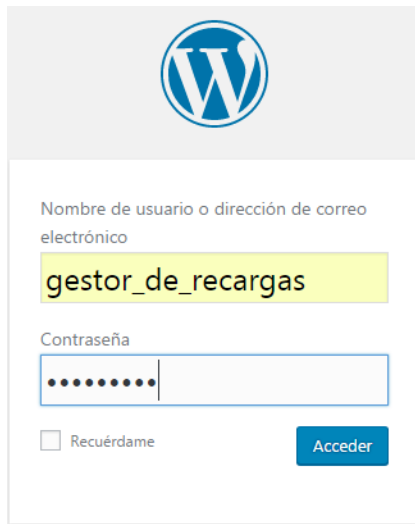 Nombre de usuario o dirección de correo
electrónico
gestor_de_recargas
Contraseña
•••••••••
Recuérdame
Acceder